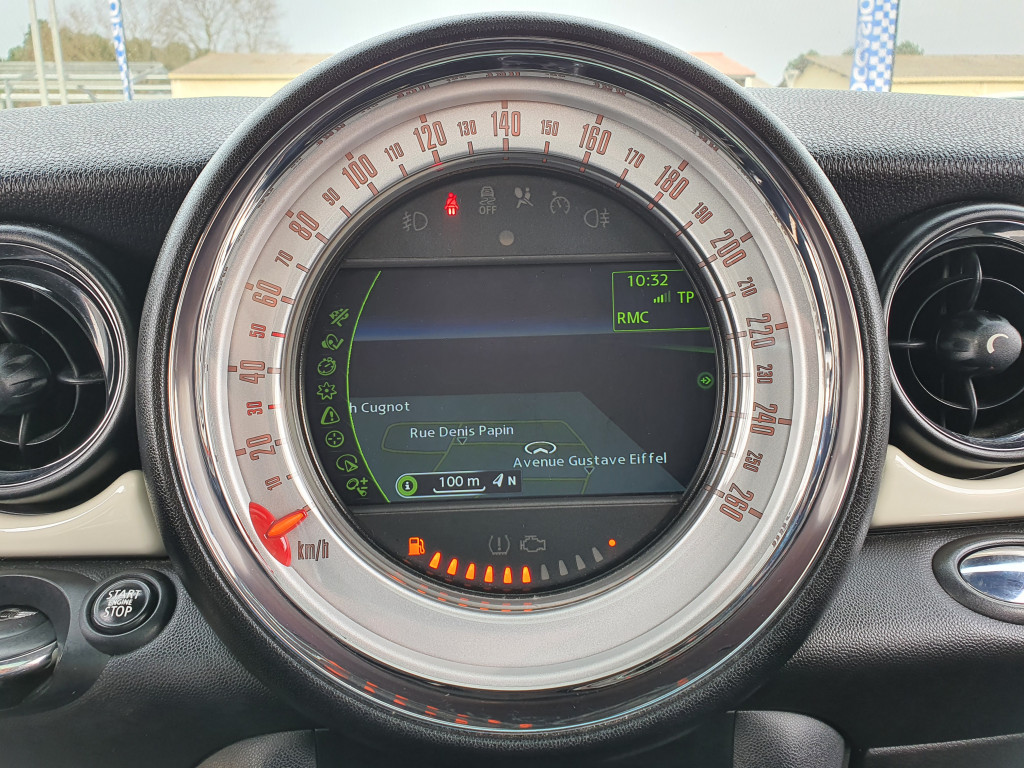 10
20
30
40
50
60
70
80
90
100
110
120
130
140
150
160
170
180
190
200
210
220
230
240
250
260
km/h
OFF
10:32
TP
RMC
h Cugnot
Rue Denis Papin
Avenue Gustave Eiffel
i 100 m N
START
ENGINE
STOP